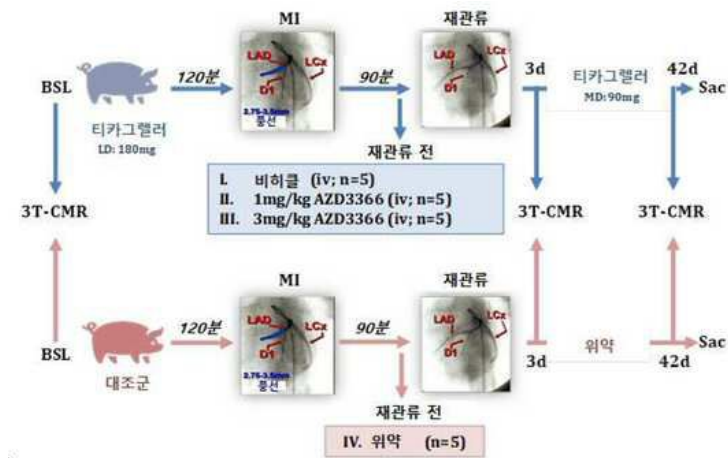 MI
재관류
LAD
LCx
D1
2.75-3.5mm
풍선
LAD
LCx
D1
BSL
120분
90분
3d
티카그렐러
MD: 90mg
42d
Sac
티카그렐러
LD: 180mg
재관류 전
I. 비히클 (iv; n=5)
II. 1mg/kg AZD3366 (iv; n=5)
III. 3mg/kg AZD3366 (iv; n=5)
3T-CMR
3T-CMR
3T-CMR
MI
재관류
LAD
LCx
D1
2.75-3.5mm
풍선
LAD
LCx
D1
BSL
120분
90분
3d
위약
42d
Sac
대조군
재관류 전
IV. 위약 (n=5)